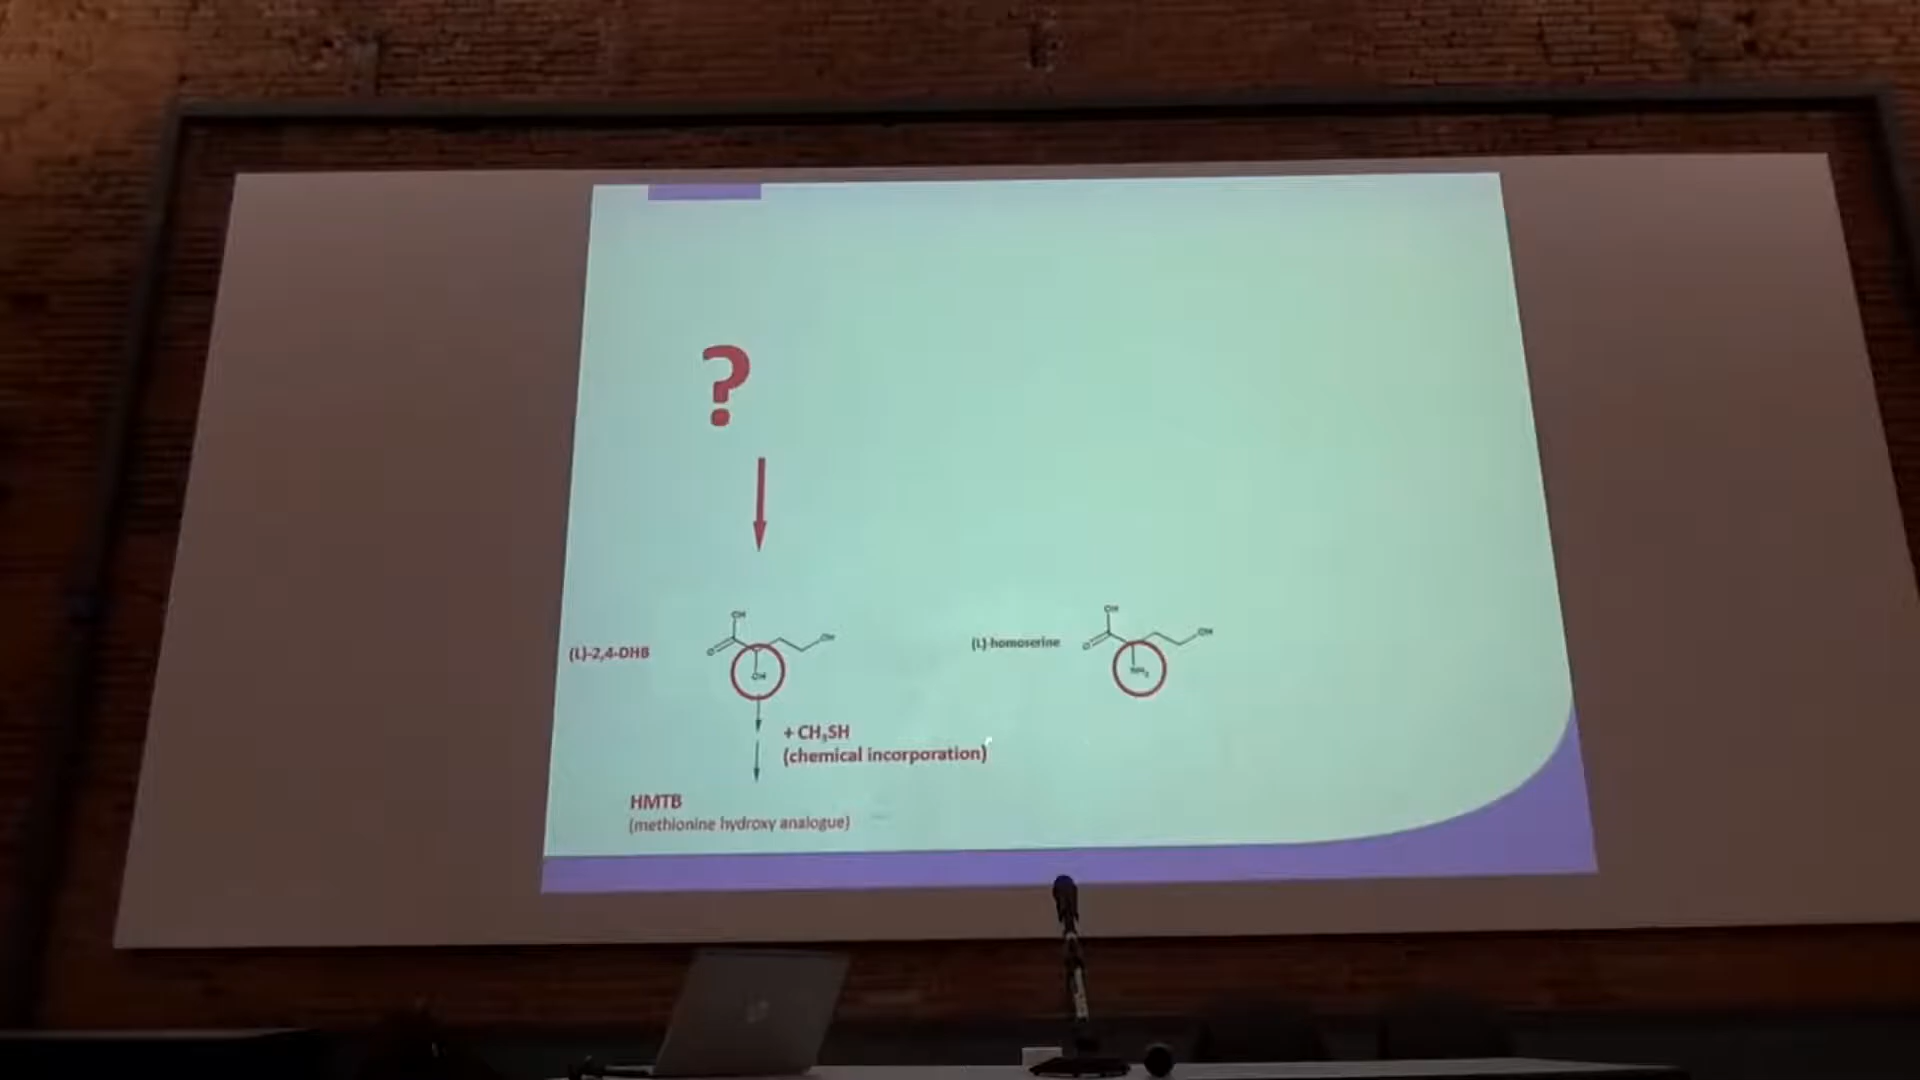 ?
OH
O
OH
OH
(L)-2,4-DHB
OH
O
OH
NH₂
(L)-homoserine
+ CH₃SH
(chemical incorporation)
HMTB
(methionine hydroxy analogue)